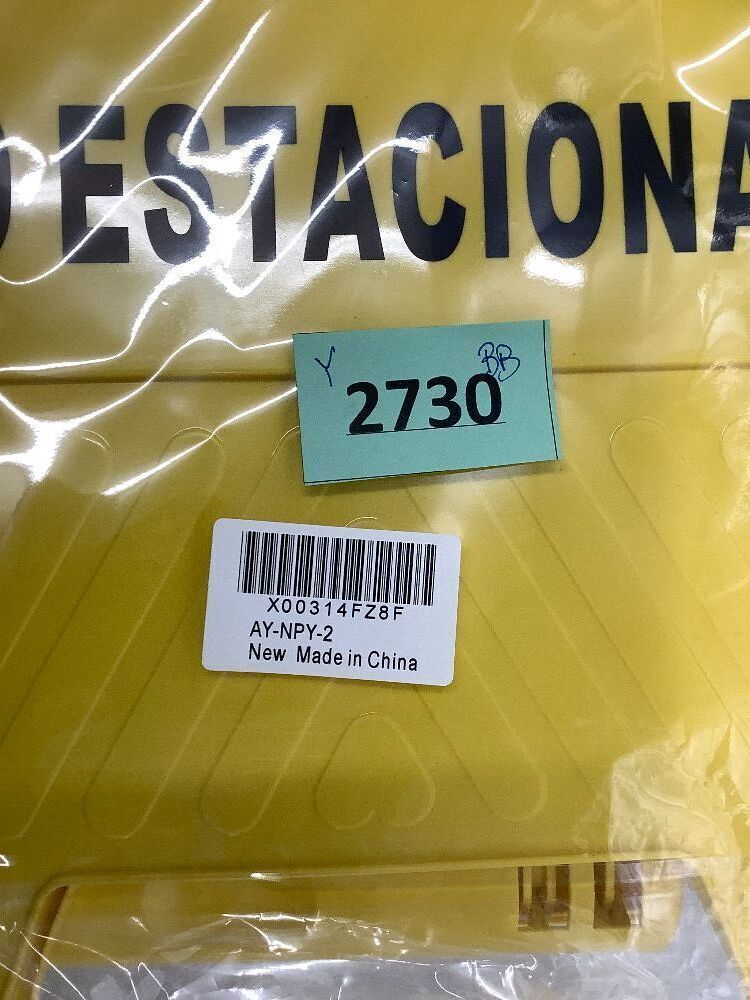 ESTACIONA
Y BB
2730
X00314FZ8F
AY-NPY-2
New Made in China